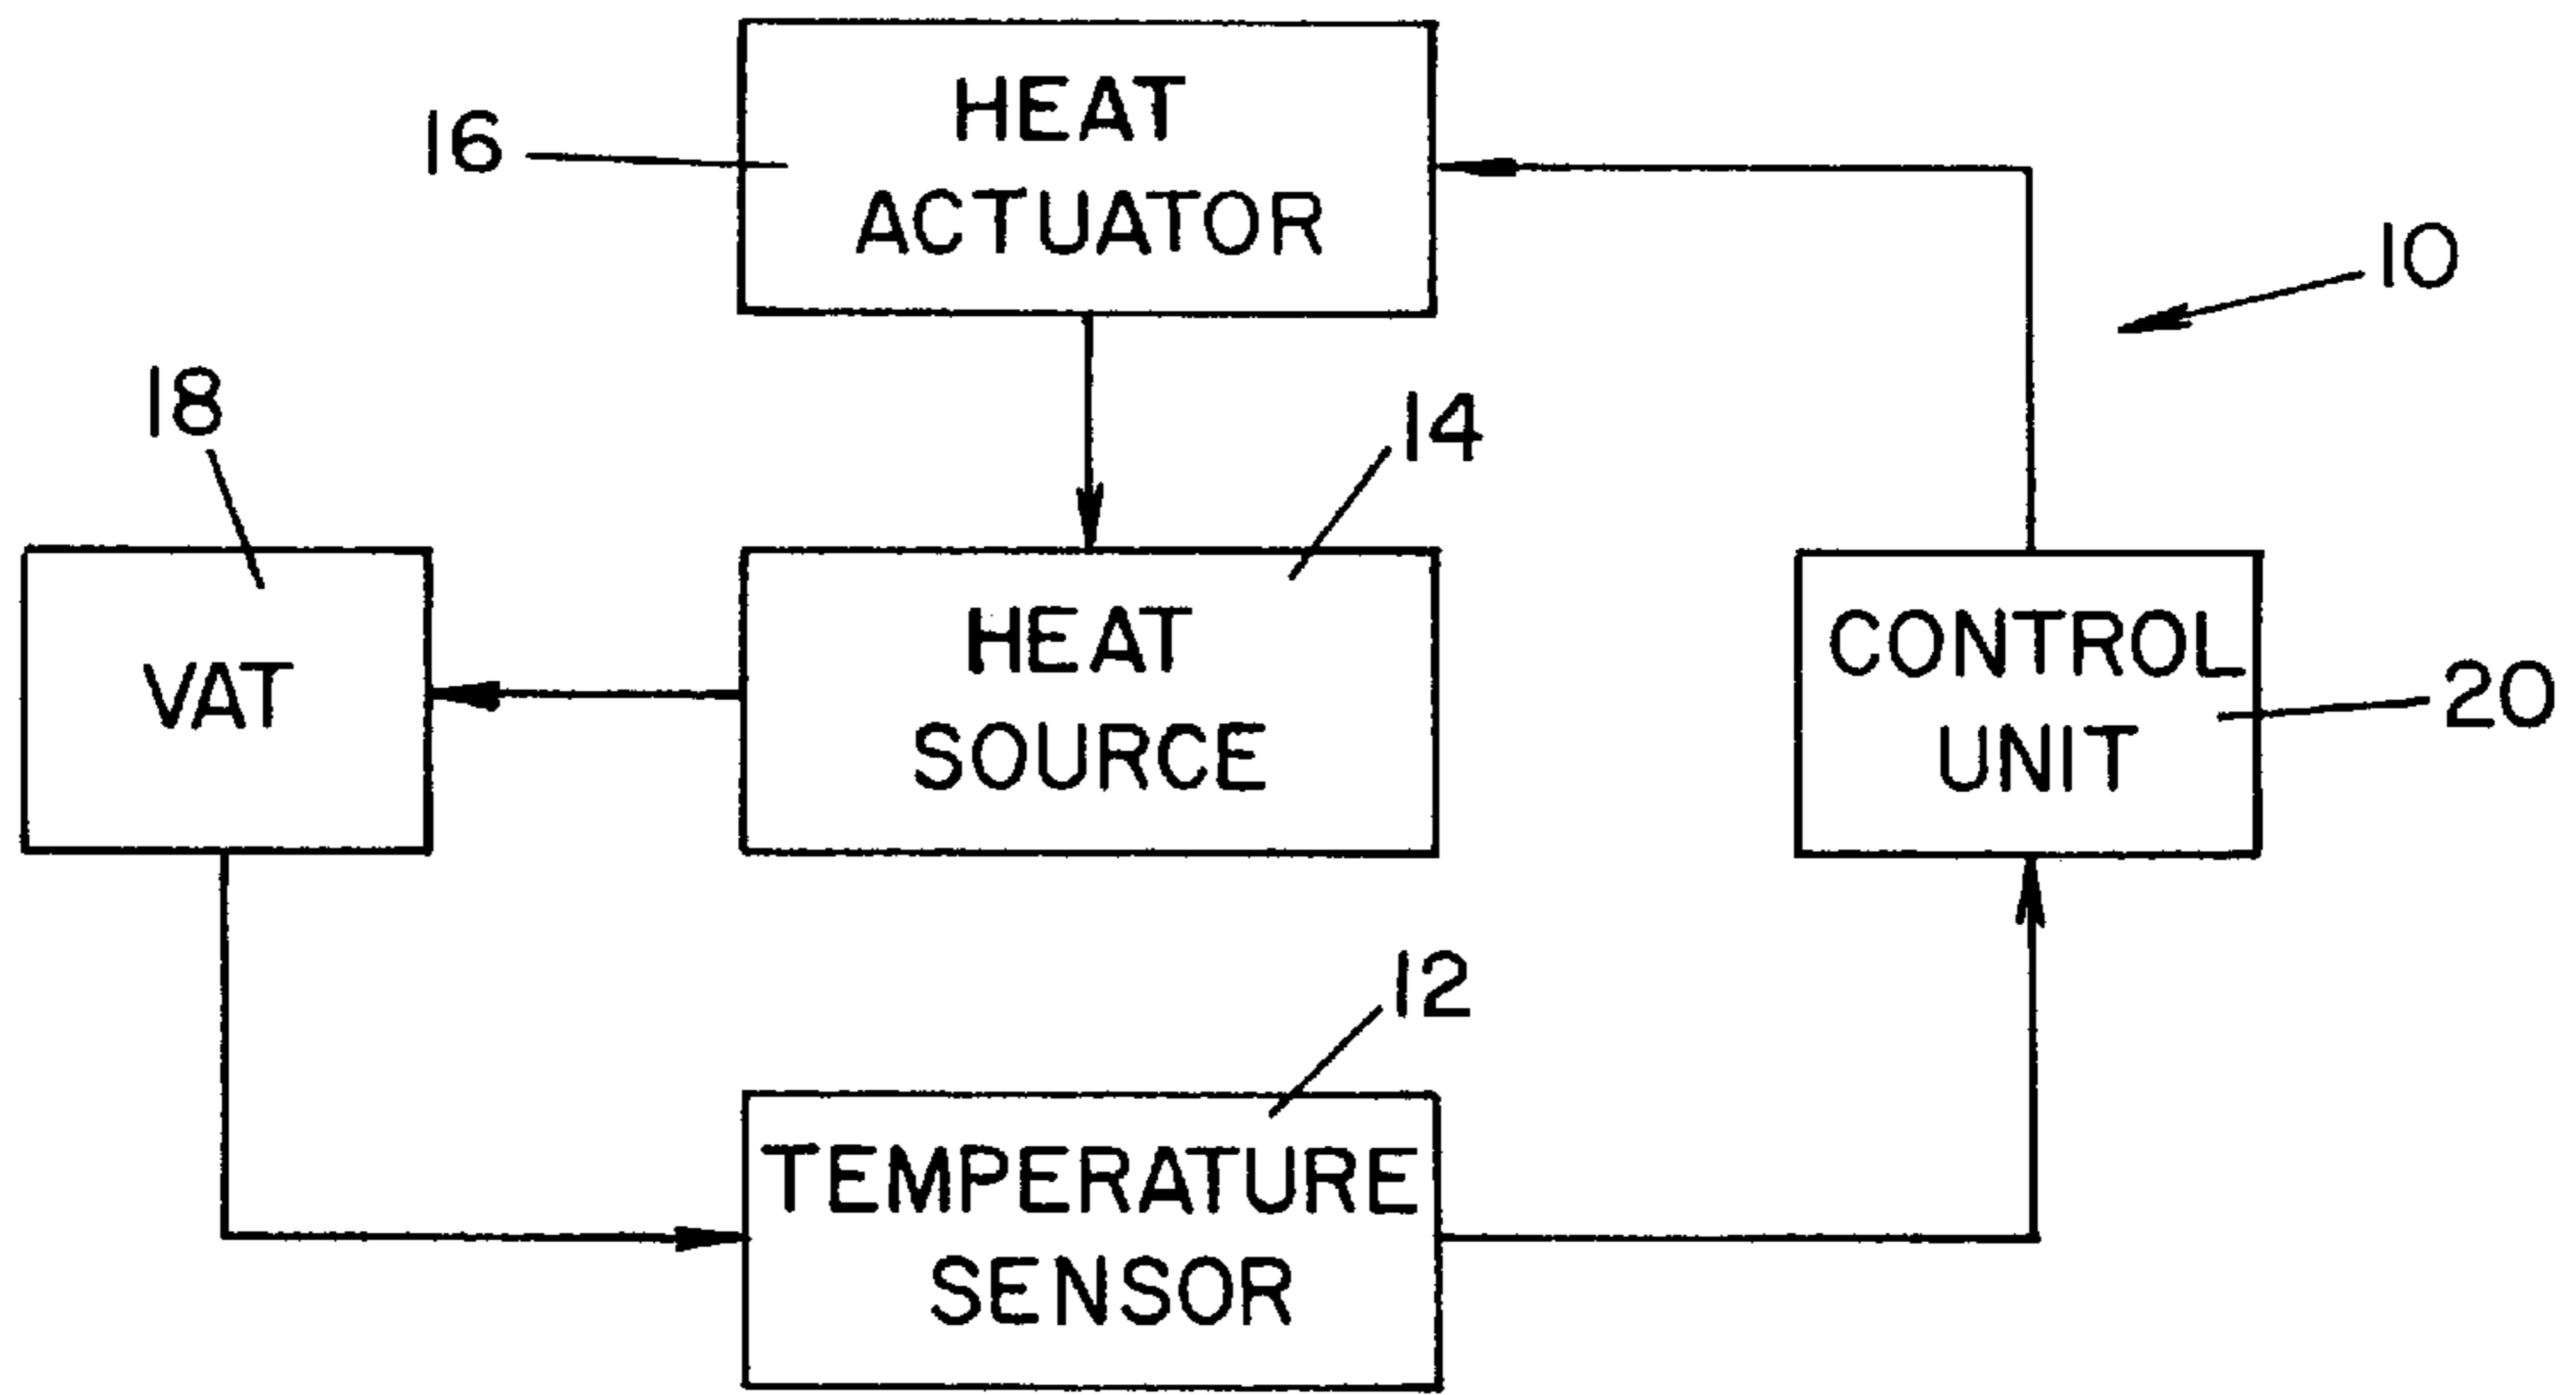 HEAT
ACTUATOR
16
10
18
14
VAT
HEAT
SOURCE
CONTROL
UNIT
20
12
TEMPERATURE
SENSOR